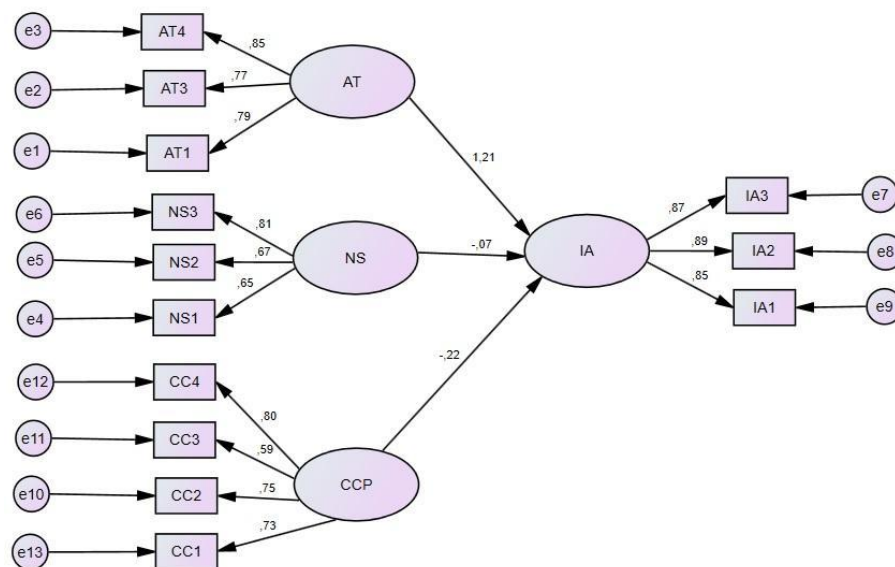 e3
AT4
,85
e2
AT3
,77
AT
e1
AT1
,79
1,21
e6
NS3
,81
e5
NS2
,67
NS
-,07
e4
NS1
,65
IA
,87
IA3
e7
,89
IA2
e8
,85
IA1
e9
-,22
e12
CC4
,80
e11
CC3
,59
CCP
e10
CC2
,75
e13
CC1
,73